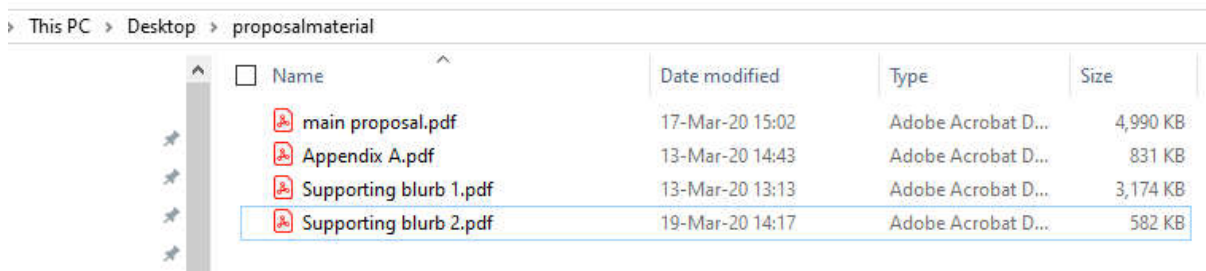 This PC > Desktop > proposalmaterial
Name Date modified Type Size
main proposal.pdf 17-Mar-20 15:02 Adobe Acrobat D... 4,990 KB
Appendix A.pdf 13-Mar-20 14:43 Adobe Acrobat D... 831 KB
Supporting blurb 1.pdf 13-Mar-20 13:13 Adobe Acrobat D... 3,174 KB
Supporting blurb 2.pdf 19-Mar-20 14:17 Adobe Acrobat D... 582 KB